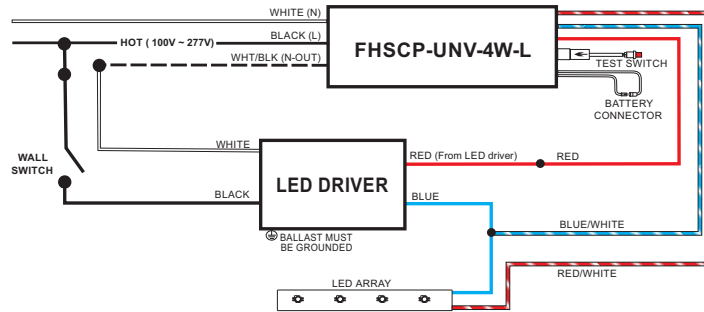 WHITE (N)
BLACK (L)
HOT ( 100V ~ 277V)
WHT/BLK (N-OUT)
FHSCP-UNV-4W-L
TEST SWITCH
BATTERY
CONNECTOR
WHITE
WALL
SWITCH
BLACK
LED DRIVER
RED (From LED driver)
RED
BLUE
BALLAST MUST
BE GROUNDED
BLUE/WHITE
RED/WHITE
LED ARRAY